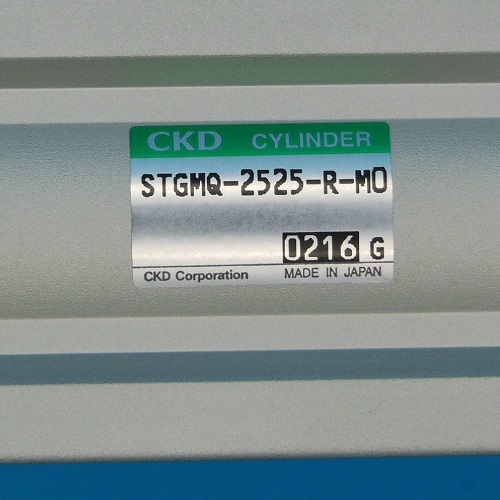 CKD CYLINDER
STGMQ-2525-R-M0
0216 G
CKD Corporation MADE IN JAPAN